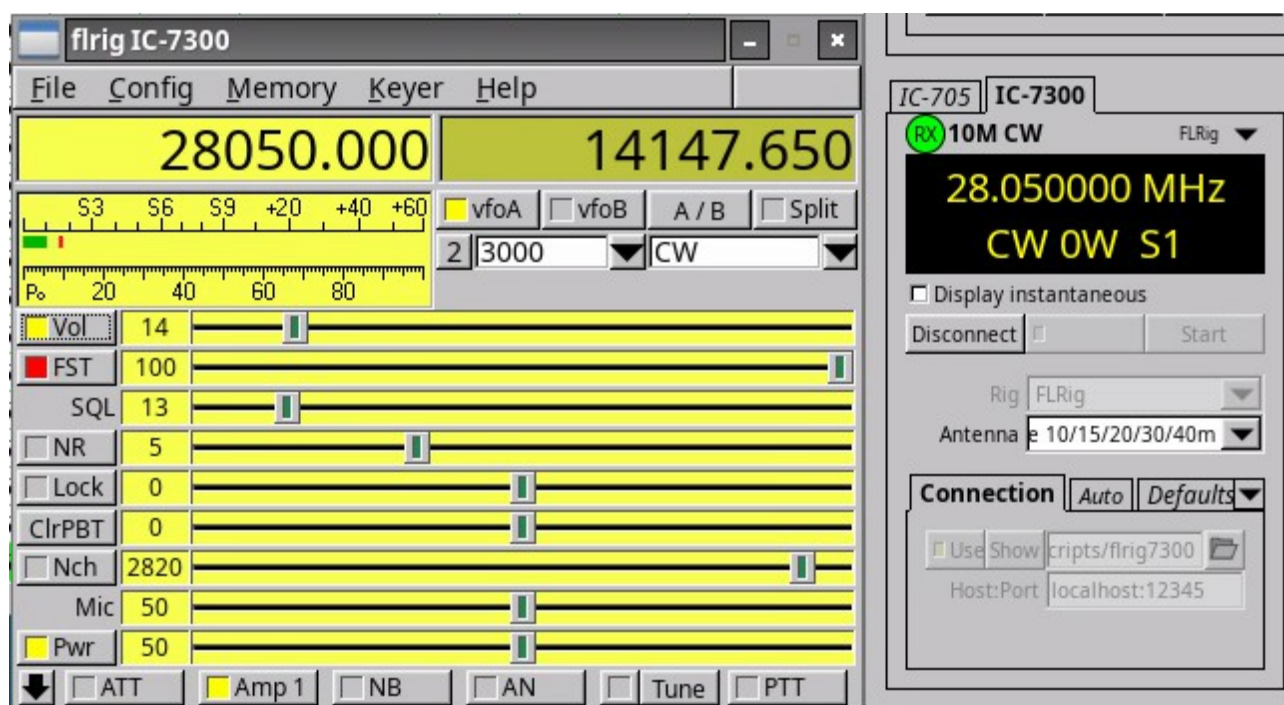 flrig IC-7300
File Config Memory Keyer Help
28050.000 14147.650
S3 S6 S9 +20 +40 +60
Po 20 40 60 80
vfoA vfoB A / B Split
2 3000 CW
Vol 14
FST 100
SQL 13
NR 5
Lock 0
ClrPBT 0
Nch 2820
Mic 50
Pwr 50
ATT Amp 1 NB AN Tune PTT
IC-705 IC-7300
RX 10M CW FLRig
28.050000 MHz
CW 0W S1
Display instantaneous
Disconnect Start
Rig FLRig
Antenna e 10/15/20/30/40m
Connection Auto Defaults
Use Show cripts/flrig7300
Host:Port localhost:12345